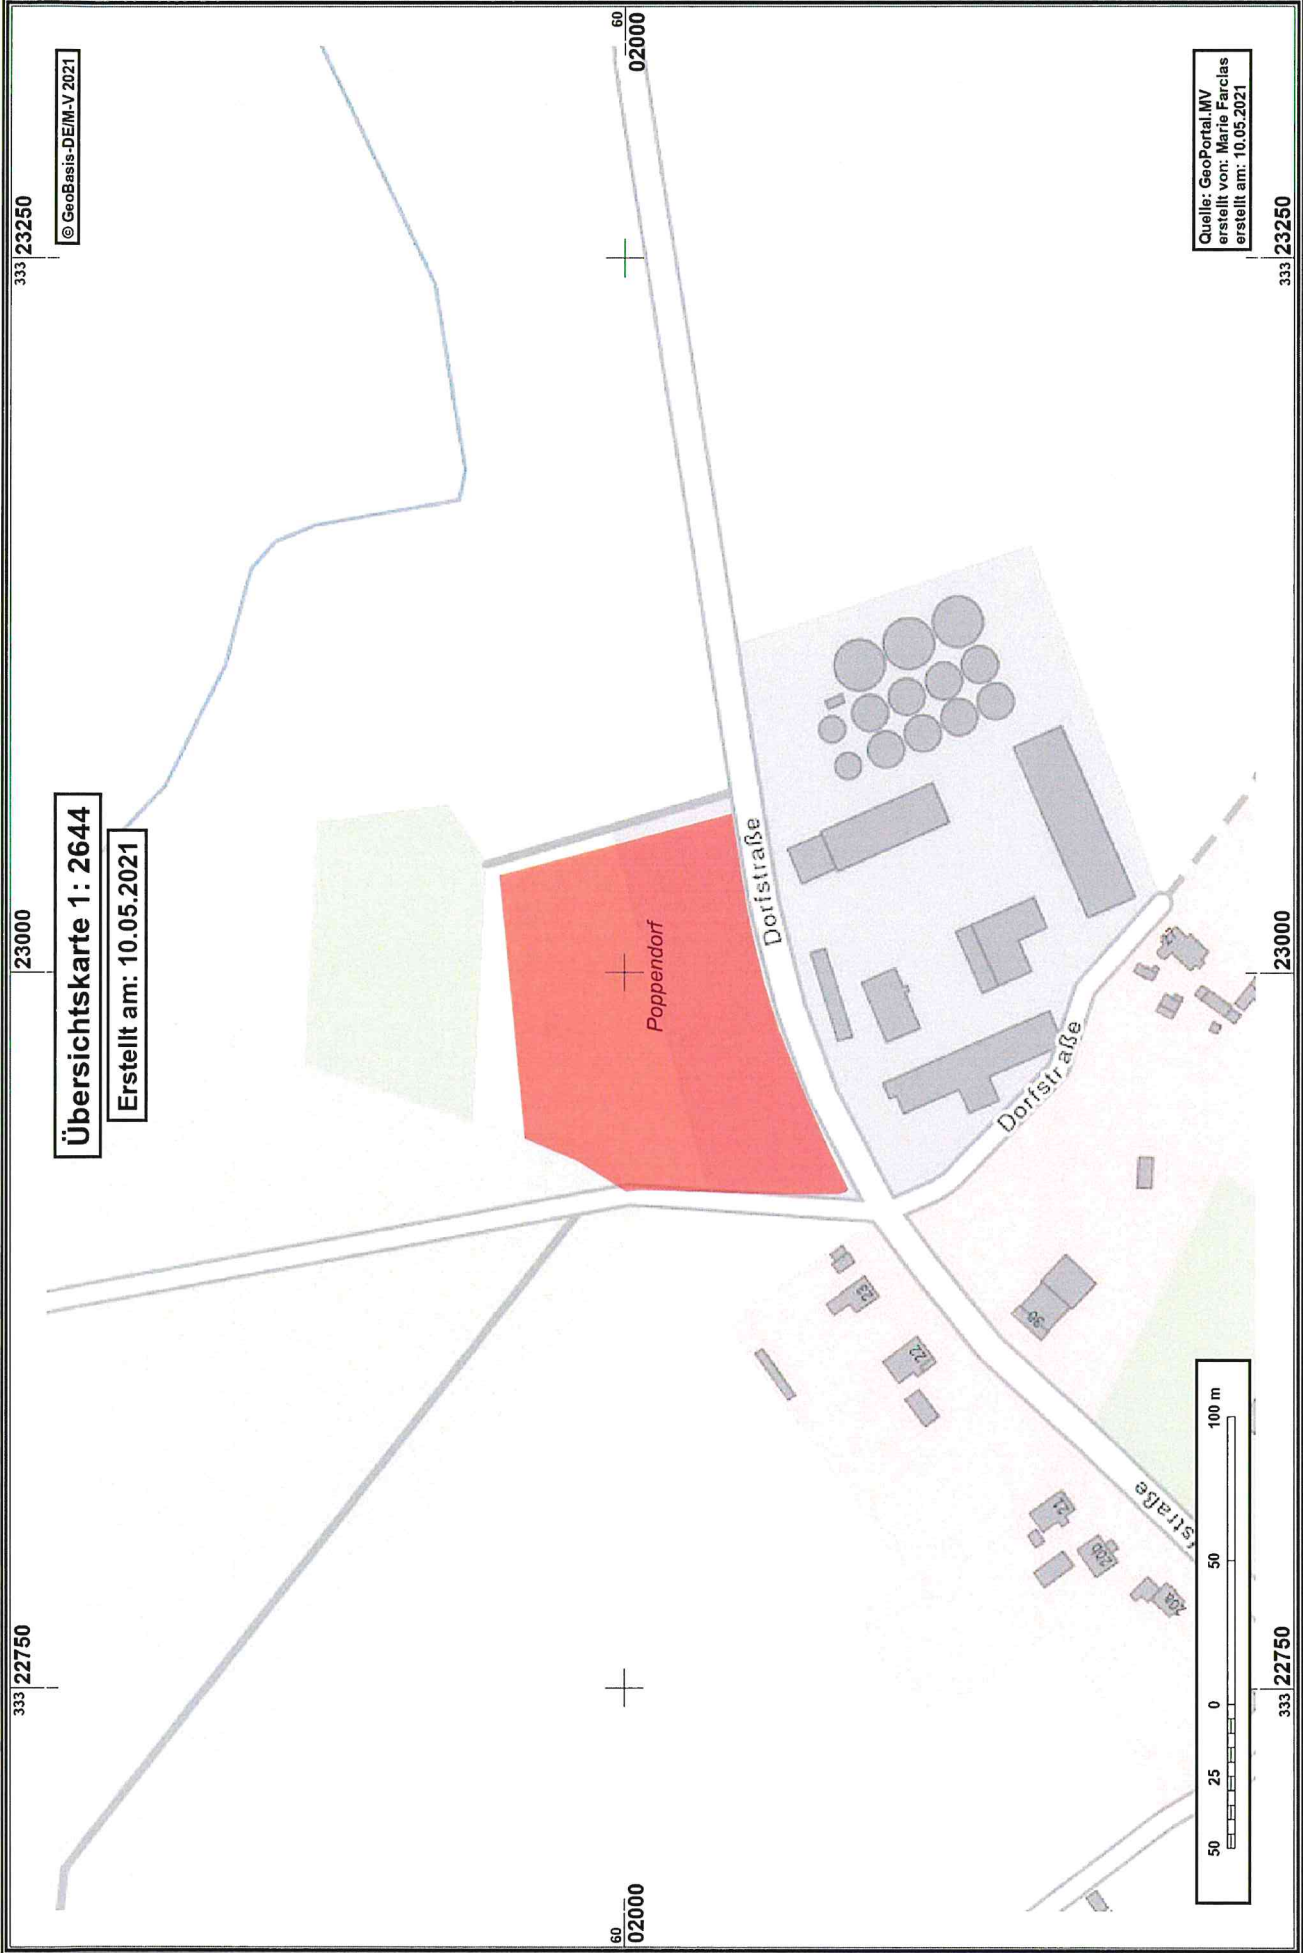 Übersichtskarte 1 : 2644
Erstellt am: 10.05.2021
© GeoBasis-DE/M-V 2021
333 22750
23000
333 23250
60
02000
60
02000
Poppendorf
Dorfstraße
Dorfstraße
straße
23
22
21
20b
20a
9b
50 25 0 50 100 m
Quelle: GeoPortal.MV
erstellt von: Marie Farclas
erstellt am: 10.05.2021
333 22750
23000
333 23250